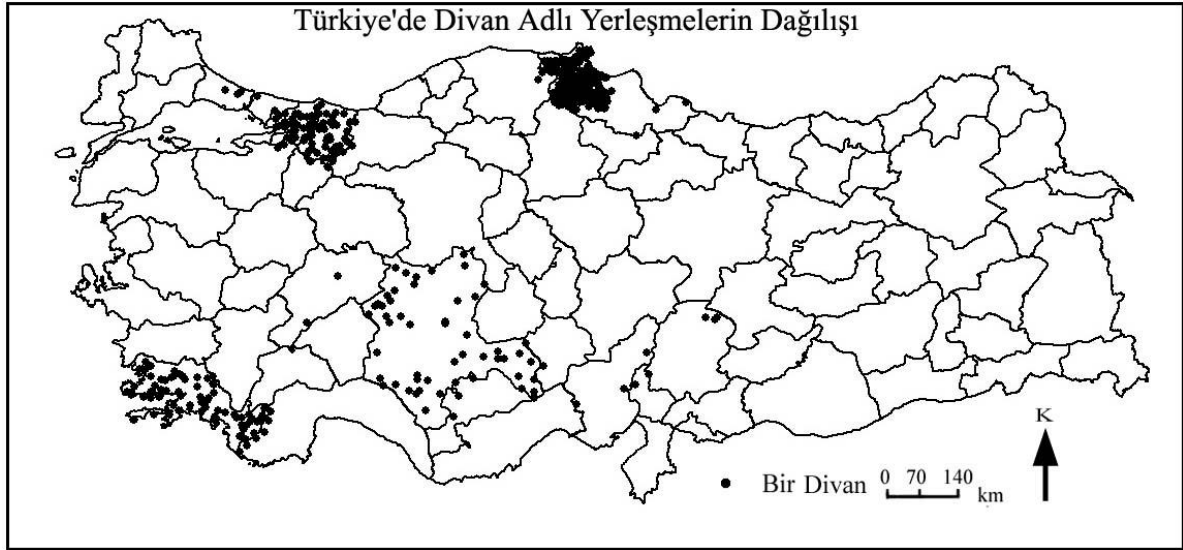 Türkiye'de Divan Adlı Yerleşmelerin Dağılışı
K
Bir Divan 0 70 140 km